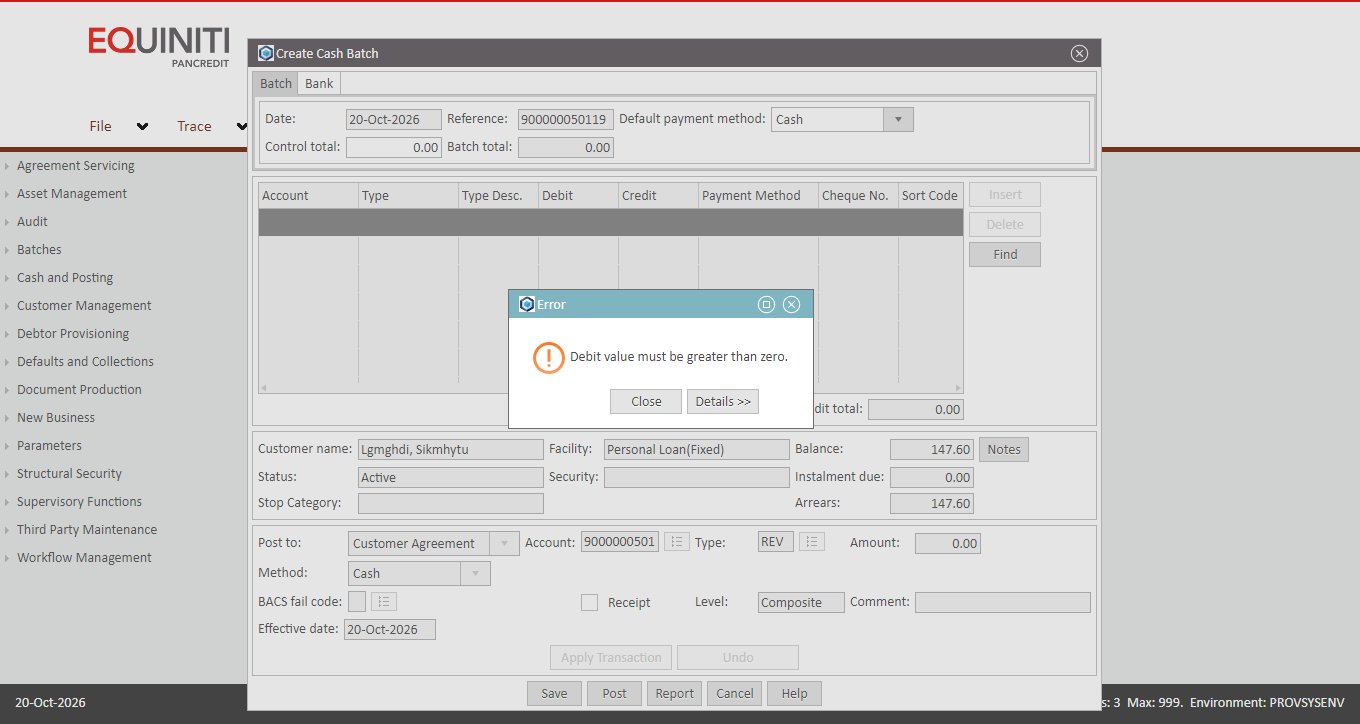 EQUINITI
PANCREDIT
File Trace
Create Cash Batch
Batch Bank
Date: 20-Oct-2026 Reference: 900000050119 Default payment method: Cash
Control total: 0.00 Batch total: 0.00
Account Type Type Desc. Debit Credit Payment Method Cheque No. Sort Code
Insert
Delete
Find
Agreement Servicing
Asset Management
Audit
Batches
Cash and Posting
Customer Management
Debtor Provisioning
Defaults and Collections
Document Production
New Business
Parameters
Structural Security
Supervisory Functions
Third Party Maintenance
Workflow Management
Error
Debit value must be greater than zero.
Close Details >>
dit total: 0.00
Customer name: Lgmghdi, Sikmhytu Facility: Personal Loan(Fixed) Balance: 147.60 Notes
Status: Active Security: Instalment due: 0.00
Stop Category: Arrears: 147.60
Post to: Customer Agreement Account: 9000000501 Type: REV Amount: 0.00
Method: Cash
BACS fail code: Receipt Level: Composite Comment:
Effective date: 20-Oct-2026
Apply Transaction Undo
Save Post Report Cancel Help
20-Oct-2026 s: 3 Max: 999. Environment: PROVSYSENV